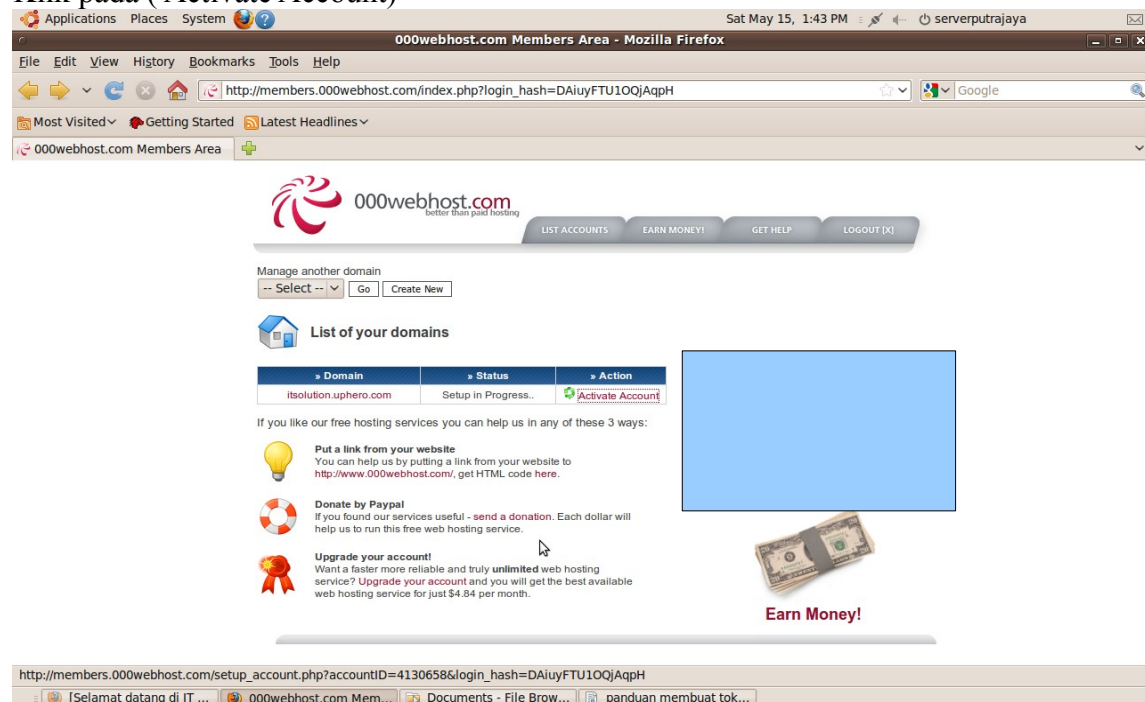 Klik pada ( Activate Account)
Applications Places System Sat May 15, 1:43 PM serverputrajaya
000webhost.com Members Area - Mozilla Firefox
File Edit View History Bookmarks Tools Help
http://members.000webhost.com/index.php?login_hash=DAiuyFTU1OQjAqpH Google
Most Visited Getting Started Latest Headlines
000webhost.com Members Area
000webhost.com
better than paid hosting
LIST ACCOUNTS EARN MONEY! GET HELP LOGOUT [X]
Manage another domain
-- Select -- Go Create New
List of your domains
» Domain » Status » Action
itsolution.uphero.com Setup in Progress.. Activate Account
If you like our free hosting services you can help us in any of these 3 ways:
Put a link from your website
You can help us by putting a link from your website to
http://www.000webhost.com/, get HTML code here.
Donate by Paypal
If you found our services useful - send a donation. Each dollar will
help us to run this free web hosting service.
Upgrade your account!
Want a faster more reliable and truly unlimited web hosting
service? Upgrade your account and you will get the best available
web hosting service for just $4.84 per month.
Earn Money!
http://members.000webhost.com/setup_account.php?accountID=4130658&login_hash=DAiuyFTU1OQjAqpH
[Selamat datang di IT ... 000webhost.com Mem... Documents - File Brow... panduan membuat tok...